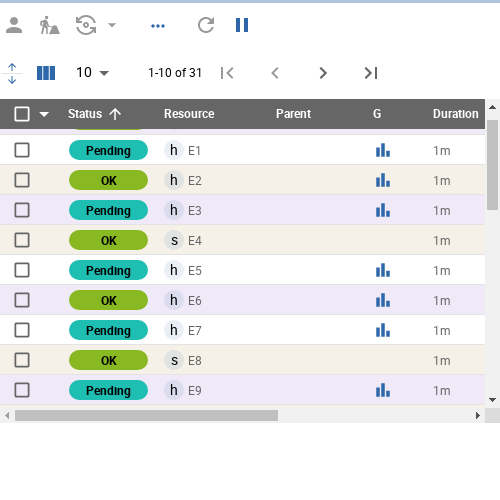 10 1-10 of 31
Status Resource Parent G Duration
Pending h E1 1m
OK h E2 1m
Pending h E3 1m
OK s E4 1m
Pending h E5 1m
OK h E6 1m
Pending h E7 1m
OK s E8 1m
Pending h E9 1m